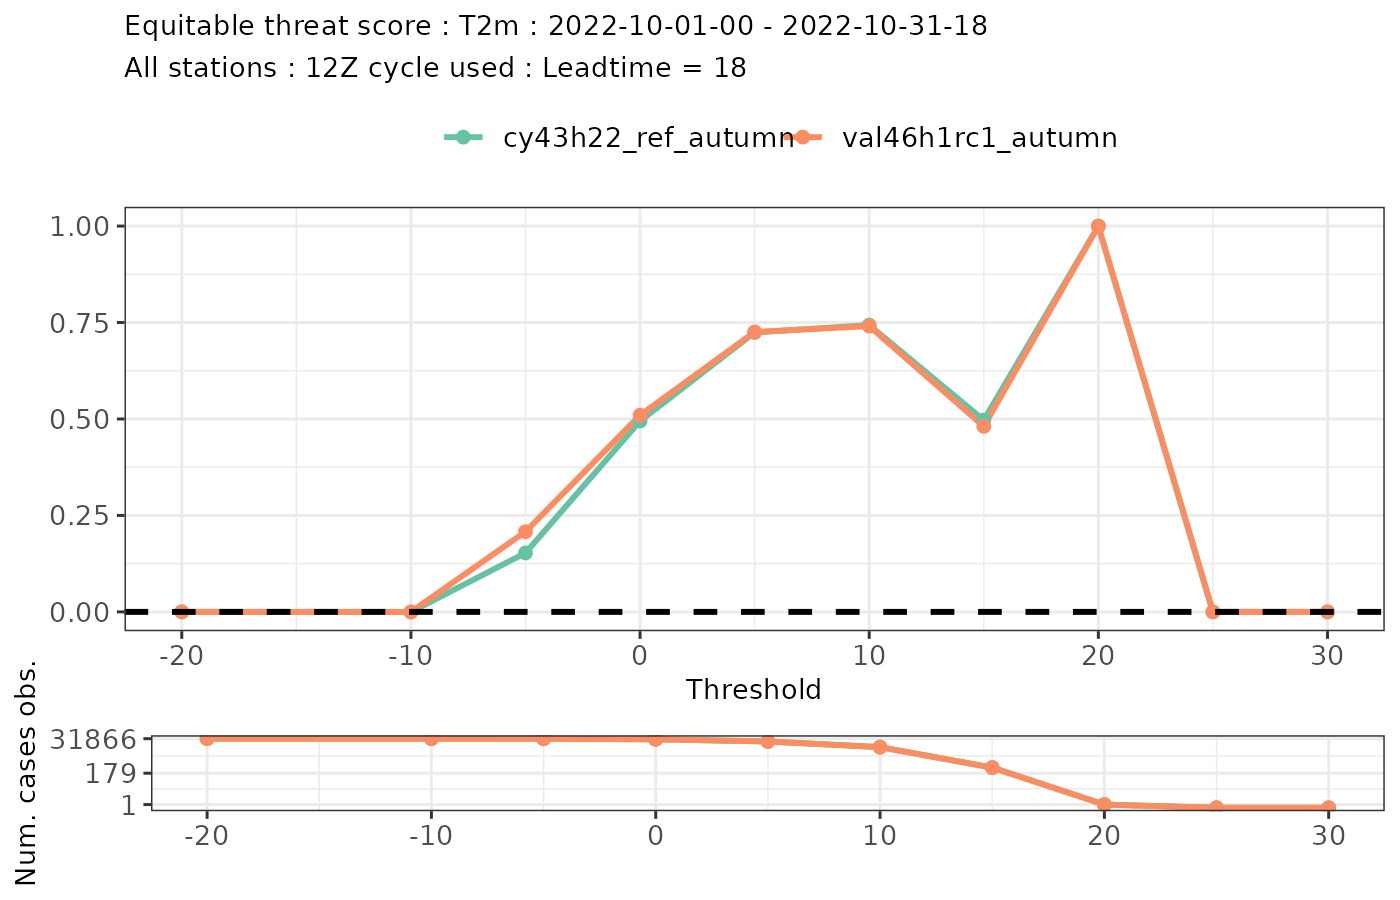 Equitable threat score : T2m : 2022-10-01-00 - 2022-10-31-18
All stations : 12Z cycle used : Leadtime = 18
cy43h22_ref_autumn val46h1rc1_autumn
1.00
0.75
0.50
0.25
0.00
-20 -10 0 10 20 30
Threshold
Num. cases obs.
31866
179
1
-20 -10 0 10 20 30